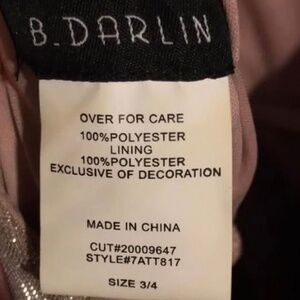 B. DARLIN
OVER FOR CARE
100%POLYESTER
LINING
100%POLYESTER
EXCLUSIVE OF DECORATION
MADE IN CHINA
CUT#20009647
STYLE#7ATT817
SIZE 3/4